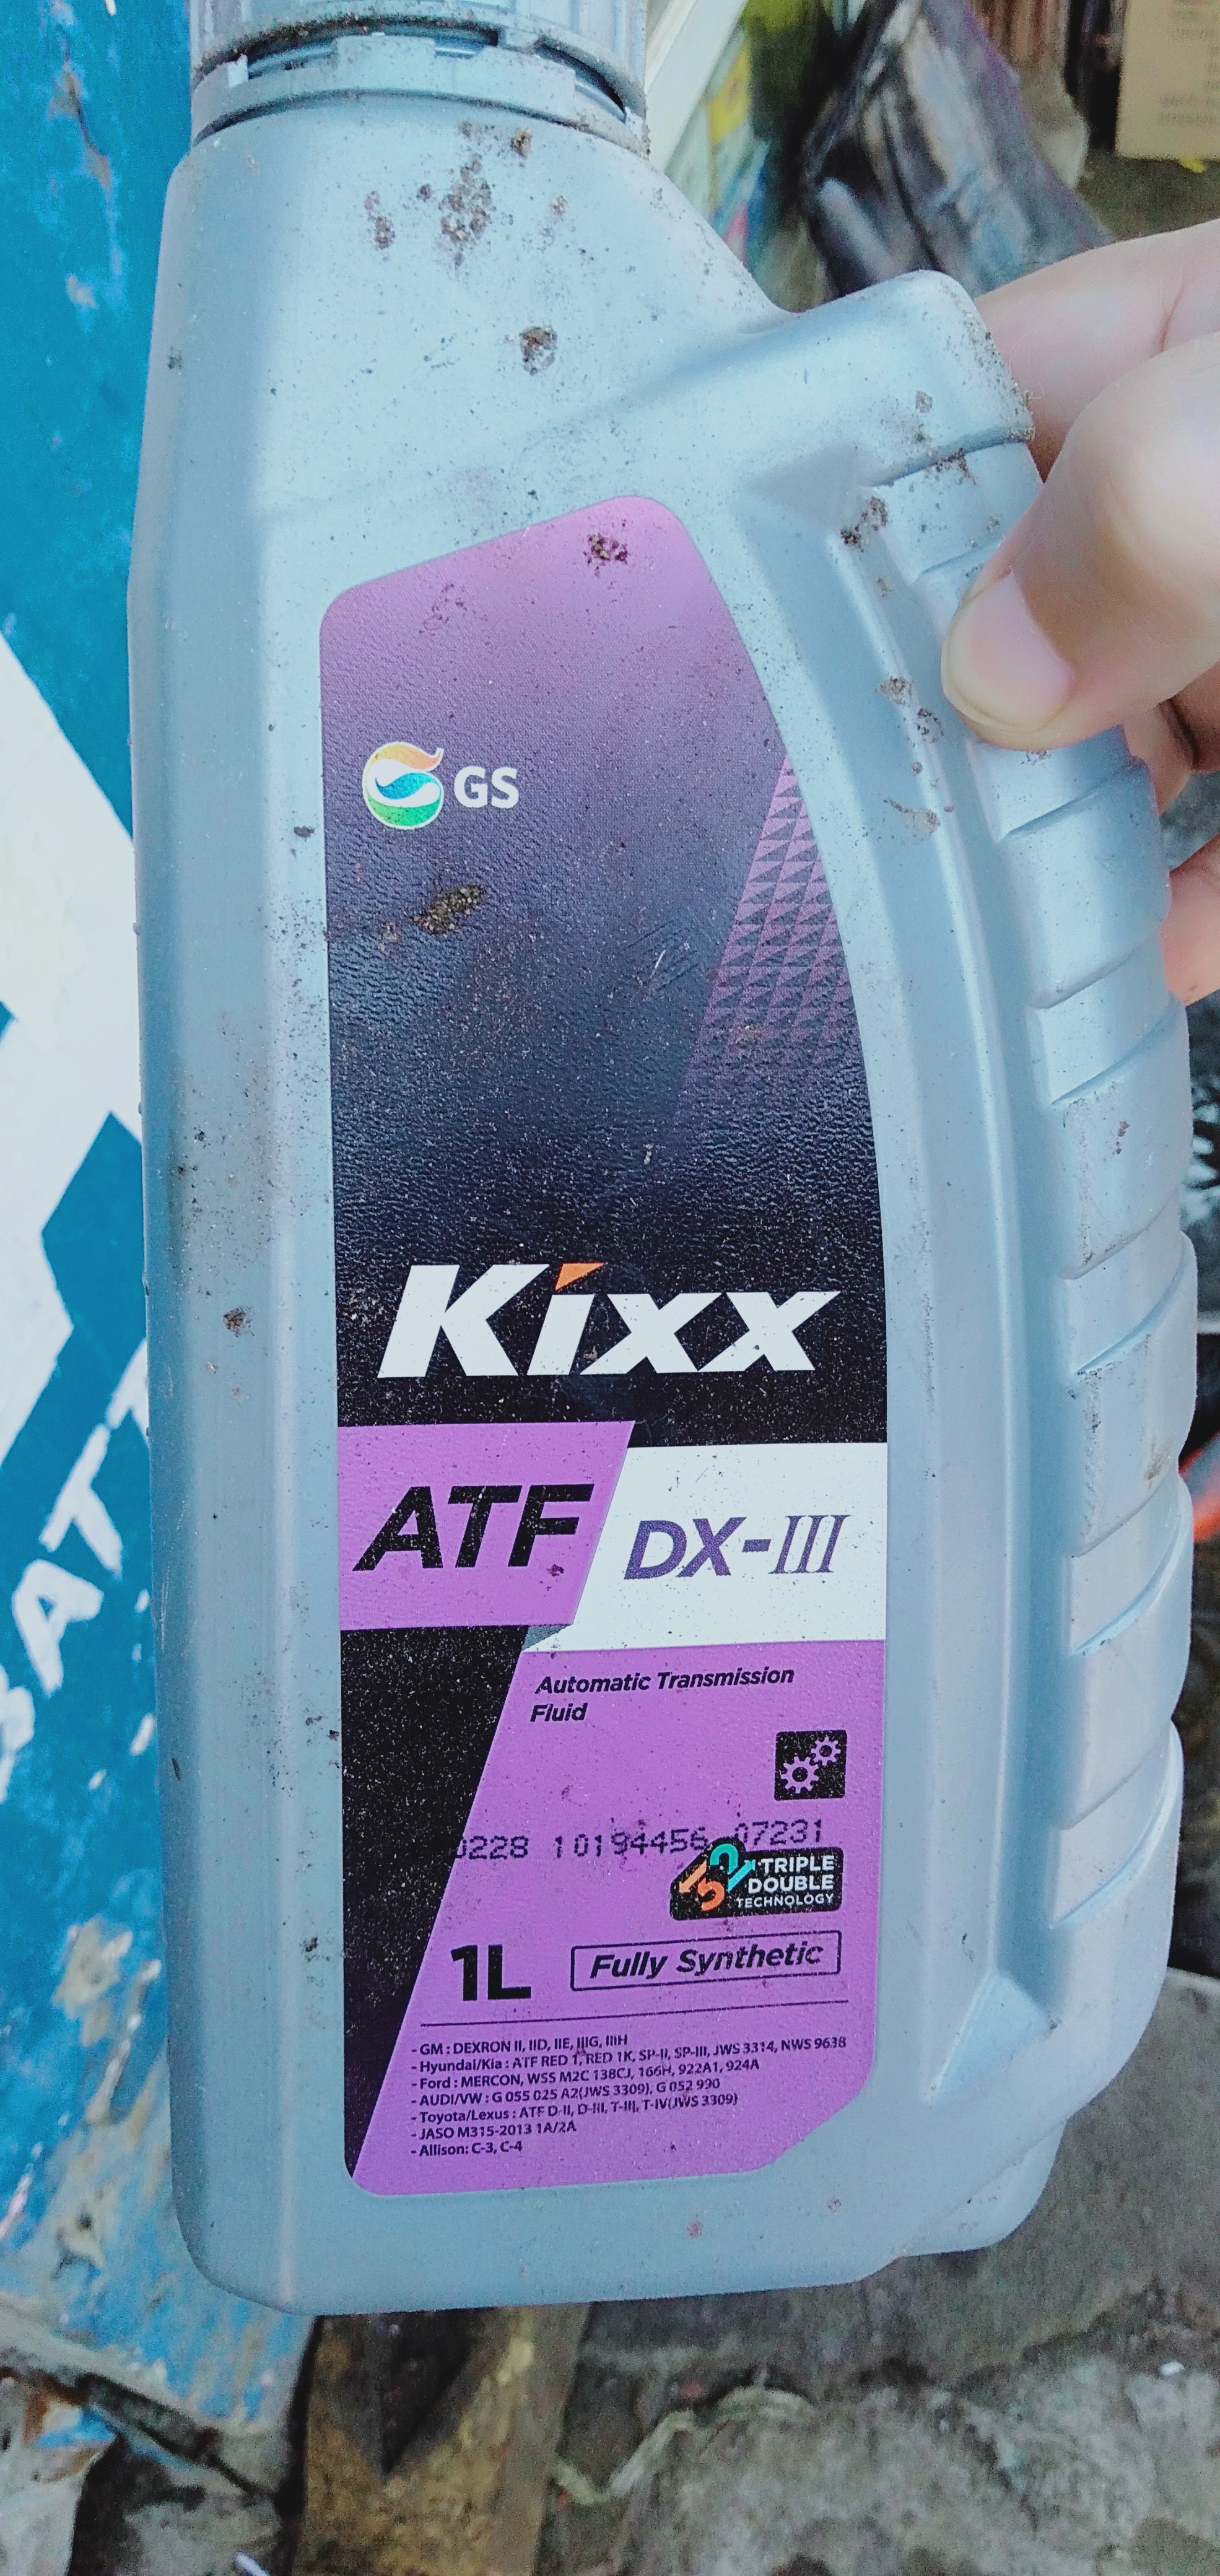 GS
Kixx
ATF DX-III
Automatic Transmission
Fluid
0228 10194456 07231
TRIPLE
DOUBLE
TECHNOLOGY
1L Fully Synthetic
- GM : DEXRON II, IID, IIE, IIIG, IIIH
- Hyundai/Kia : ATF RED 1, RED 1K, SP-II, SP-III, JWS 3314, NWS 9638
- Ford : MERCON, WSS M2C 138CJ, 166H, 922A1, 924A
- AUDI/VW : G 055 025 A2(JWS 3309), G 052 990
- Toyota/Lexus : ATF D-II, D-III, T-III, T-IV(JWS 3309)
- JASO M315-2013 1A/2A
- Allison: C-3, C-4